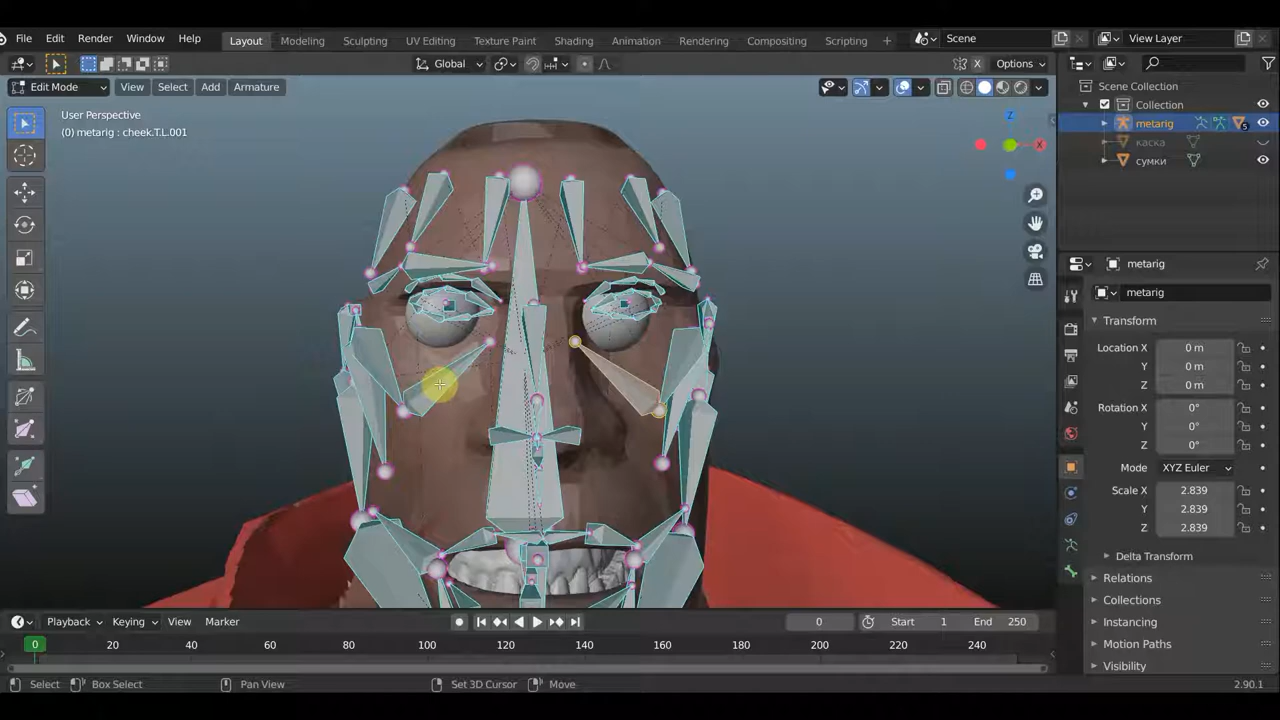 File Edit Render Window Help Layout Modeling Sculpting UV Editing Texture Paint Shading Animation Rendering Compositing Scripting + Scene View Layer
Global Options X
Edit Mode View Select Add Armature
User Perspective
(0) metarig : cheek.T.L.001
Z
X
Scene Collection
Collection
metarig 5
каска
сумки
metarig
metarig
Transform
Location X 0 m
Y 0 m
Z 0 m
Rotation X 0°
Y 0°
Z 0°
Mode XYZ Euler
Scale X 2.839
Y 2.839
Z 2.839
Delta Transform
Relations
Collections
Instancing
Motion Paths
Visibility
Playback Keying View Marker 0 Start 1 End 250
0 20 40 60 80 100 120 140 160 180 200 220 240
Select Box Select Pan View Set 3D Cursor Move 2.90.1